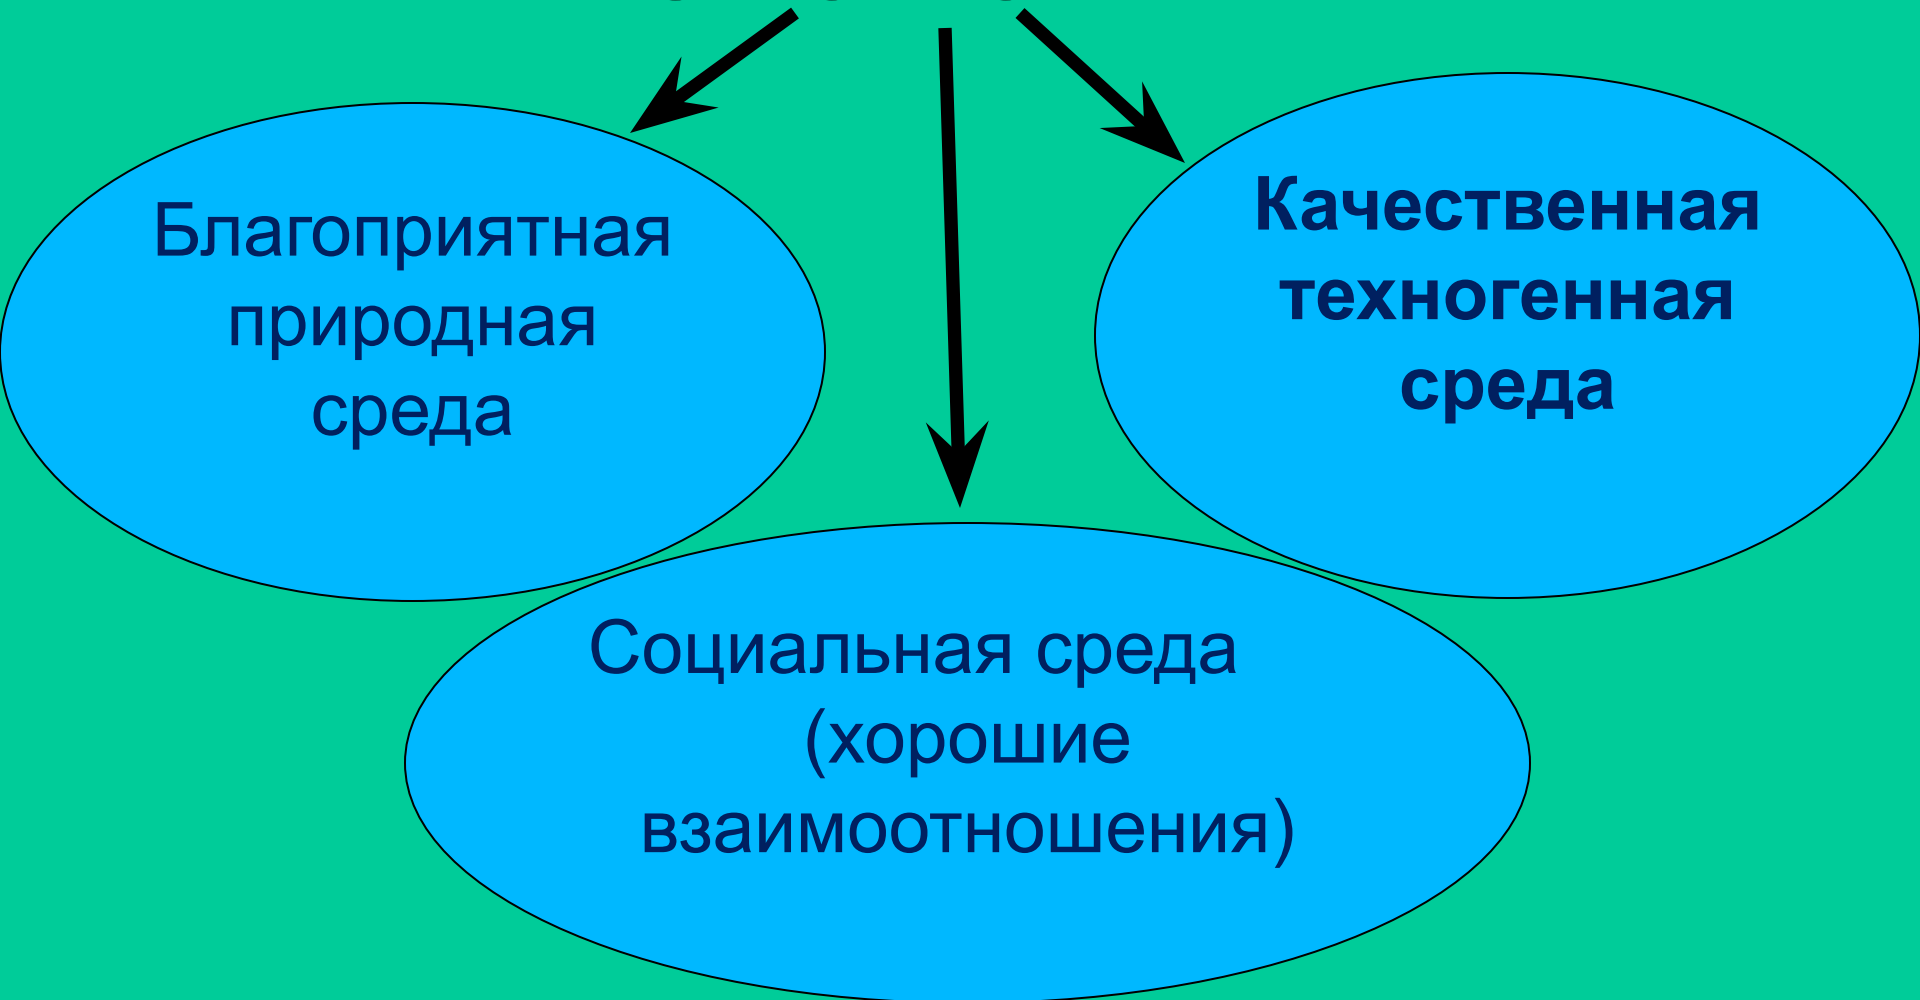 Благоприятная
природная
среда
Качественная
техногенная
среда
Социальная среда
(хорошие
взаимоотношения)